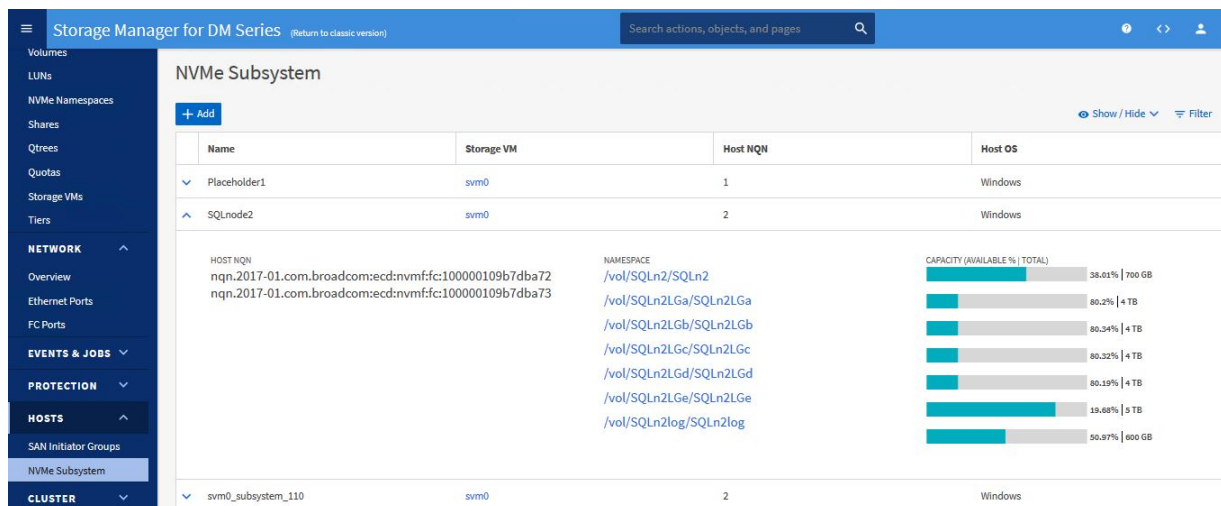 Storage Manager for DM Series (Return to classic version)
Search actions, objects, and pages
Volumes
LUNs
NVMe Namespaces
Shares
Qtrees
Quotas
Storage VMs
Tiers
NETWORK
Overview
Ethernet Ports
FC Ports
EVENTS & JOBS
PROTECTION
HOSTS
SAN Initiator Groups
NVMe Subsystem
CLUSTER
NVMe Subsystem
+ Add
Show / Hide
Filter
Name Storage VM Host NQN Host OS
Placeholder1 svm0 1 Windows
SQLnode2 svm0 2 Windows
HOST NQN
nqn.2017-01.com.broadcom:ecd:nvmf:fc:100000109b7dba72
nqn.2017-01.com.broadcom:ecd:nvmf:fc:100000109b7dba73
NAMESPACE
/vol/SQLn2/SQLn2
/vol/SQLn2LGa/SQLn2LGa
/vol/SQLn2LGb/SQLn2LGb
/vol/SQLn2LGc/SQLn2LGc
/vol/SQLn2LGd/SQLn2LGd
/vol/SQLn2LGe/SQLn2LGe
/vol/SQLn2log/SQLn2log
CAPACITY (AVAILABLE % | TOTAL)
38.01% | 700 GB
80.2% | 4 TB
80.34% | 4 TB
80.32% | 4 TB
80.19% | 4 TB
19.68% | 5 TB
50.97% | 600 GB
svm0_subsystem_110 svm0 2 Windows